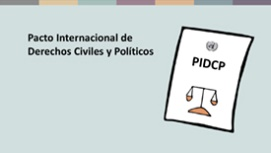 Pacto Internacional de
Derechos Civiles y Políticos
PIDCP